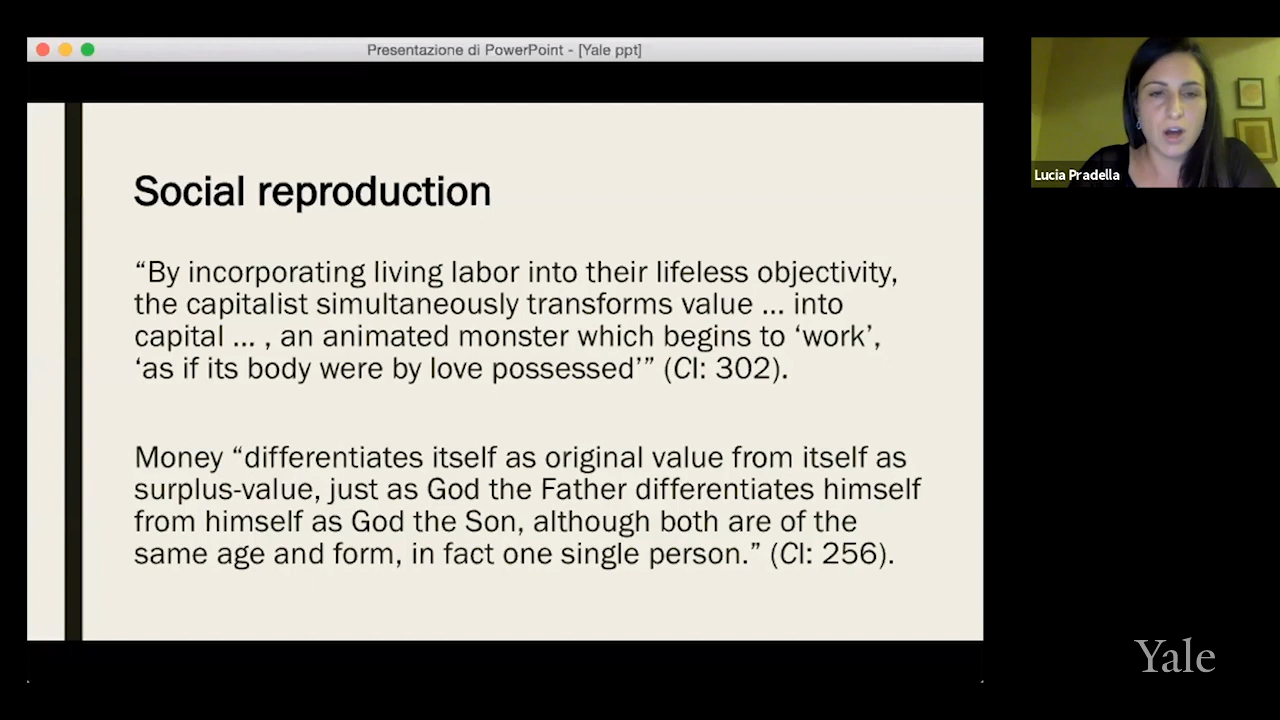 Presentazione di PowerPoint - [Yale ppt]
Social reproduction
“By incorporating living labor into their lifeless objectivity,
the capitalist simultaneously transforms value ... into
capital ... , an animated monster which begins to ‘work’,
‘as if its body were by love possessed’” (CI: 302).
Money “differentiates itself as original value from itself as
surplus-value, just as God the Father differentiates himself
from himself as God the Son, although both are of the
same age and form, in fact one single person.” (CI: 256).
Lucia Pradella
Yale